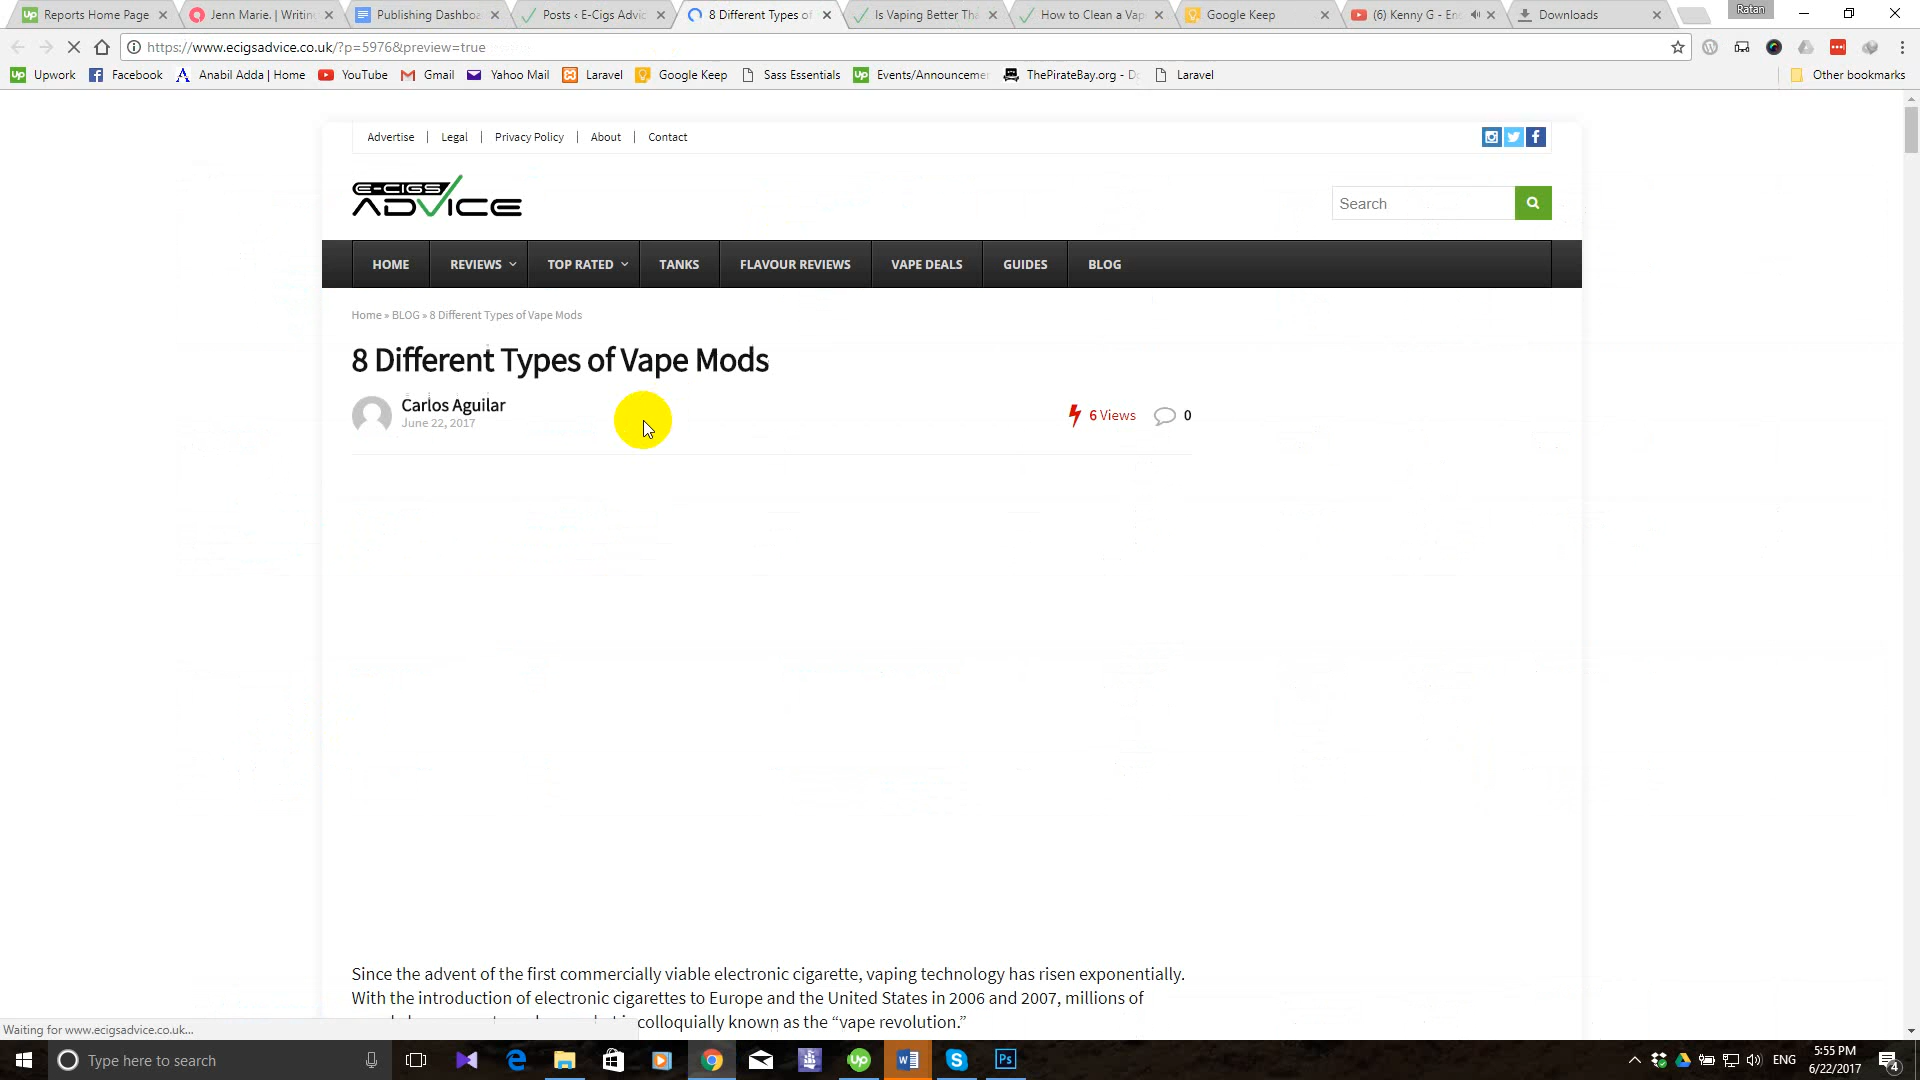 Reports Home Page
Jenn Marie. | Writin
Publishing Dashboa
Posts ‹ E-Cigs Advic
8 Different Types of
Is Vaping Better Tha
How to Clean a Vap
Google Keep
(6) Kenny G - En
Downloads
Ratan
https://www.ecigsadvice.co.uk/?p=5976&preview=true
Upwork
Facebook
Anabil Adda | Home
YouTube
Gmail
Yahoo Mail
Laravel
Google Keep
Sass Essentials
Events/Announcemen
ThePirateBay.org - Do
Laravel
Other bookmarks
Advertise | Legal | Privacy Policy | About | Contact
E-CIGS
ADVICE
Search
HOME
REVIEWS
TOP RATED
TANKS
FLAVOUR REVIEWS
VAPE DEALS
GUIDES
BLOG
Home » BLOG » 8 Different Types of Vape Mods
8 Different Types of Vape Mods
Carlos Aguilar
June 22, 2017
6 Views
0
Since the advent of the first commercially viable electronic cigarette, vaping technology has risen exponentially.
With the introduction of electronic cigarettes to Europe and the United States in 2006 and 2007, millions of
colloquially known as the “vape revolution.”
Waiting for www.ecigsadvice.co.uk...
Type here to search
ENG
5:55 PM
6/22/2017
4